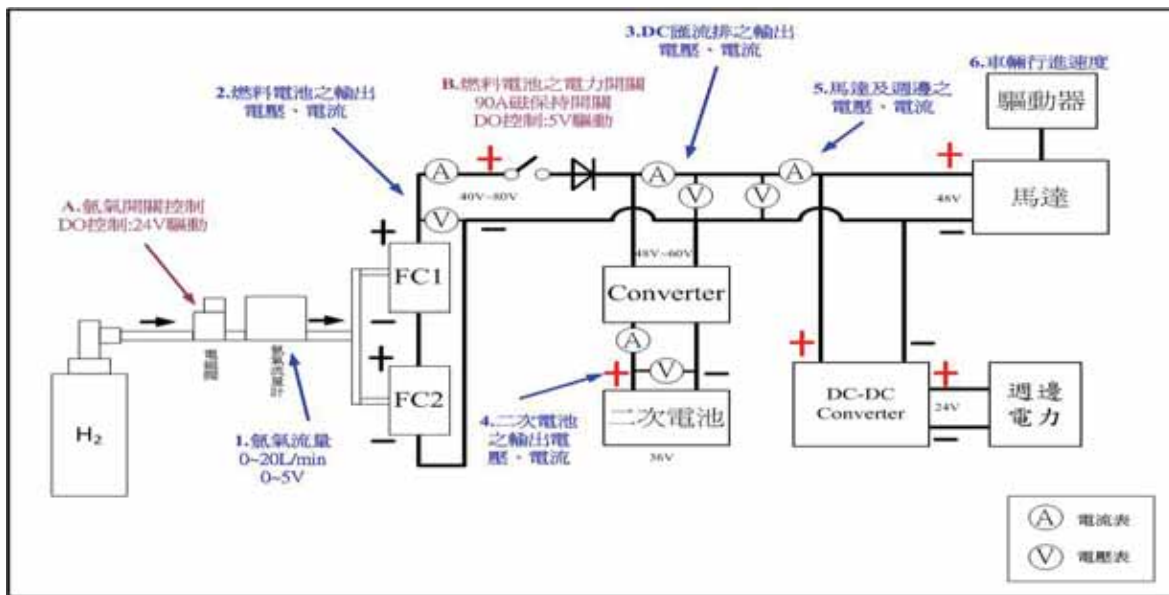 3.DC匯流排之輸出
電壓、電流
6.車輛行進速度
2.燃料電池之輸出
電壓、電流
B.燃料電池之電力開關
90A磁保持開關
DO控制:5V驅動
5.馬達及週邊之
電壓、電流
驅動器
A.氫氣開關控制
DO控制:24V驅動
+
A
40V~80V
A
A
+
V
V
V
48V
馬達
+
−
−
FC1
48V~60V
Converter
−
+
A
+
V
−
+
−
FC2
−
H₂
氫氣流量計
1.氫氣流量
0~20L/min
0~5V
4.二次電池
之輸出電
壓、電流
二次電池
36V
DC-DC
Converter
+
24V
−
週邊
電力
A 電流表
V 電壓表